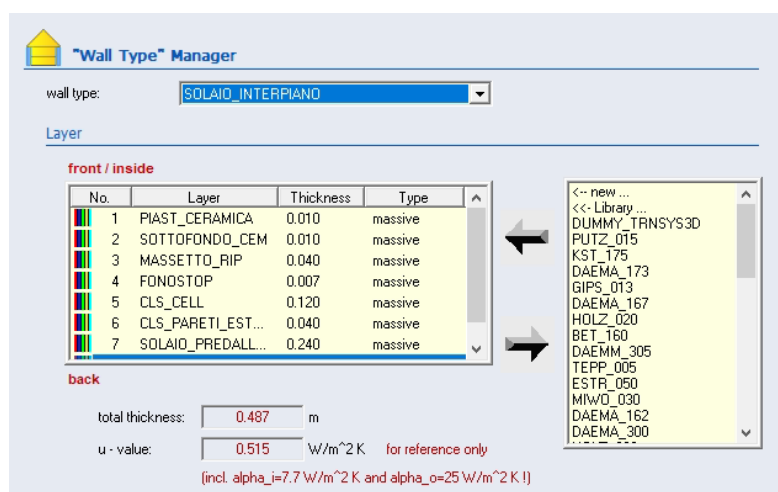 "Wall Type" Manager
wall type: SOLAIO_INTERPIANO
Layer
front / inside
No. Layer Thickness Type
1 PIAST_CERAMICA 0.010 massive
2 SOTTOFONDO_CEM 0.010 massive
3 MASSETTO_RIP 0.040 massive
4 FONOSTOP 0.007 massive
5 CLS_CELL 0.120 massive
6 CLS_PARETI_EST... 0.040 massive
7 SOLAIO_PREDALL... 0.240 massive
back
total thickness: 0.487 m
u - value: 0.515 W/m^2 K for reference only
(incl. alpha_i=7.7 W/m^2 K and alpha_o=25 W/m^2 K !)
<-- new ...
<<- Library ...
DUMMY_TRNSYS3D
PUTZ_015
KST_175
DAEMA_173
GIPS_013
DAEMA_167
HOLZ_020
BET_160
DAEMM_305
TEPP_005
ESTR_050
MIWO_030
DAEMA_162
DAEMA_300